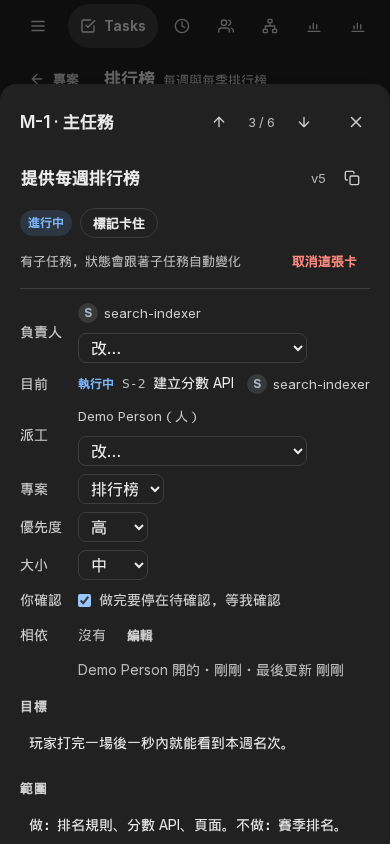 Tasks
專案 排行榜 每週與每季排行榜
M-1 · 主任務 3 / 6
提供每週排行榜 v5
進行中 標記卡住
有子任務，狀態會跟著子任務自動變化 取消這張卡
負責人 S search-indexer
改…
目前 執行中 S-2 建立分數 API S search-indexer
派工 Demo Person（人）
改…
專案 排行榜
優先度 高
大小 中
你確認 做完要停在待確認，等我確認
相依 沒有 編輯
Demo Person 開的・剛剛・最後更新 剛剛
目標
玩家打完一場後一秒內就能看到本週名次。
範圍
做：排名規則、分數 API、頁面。不做：賽季排名。